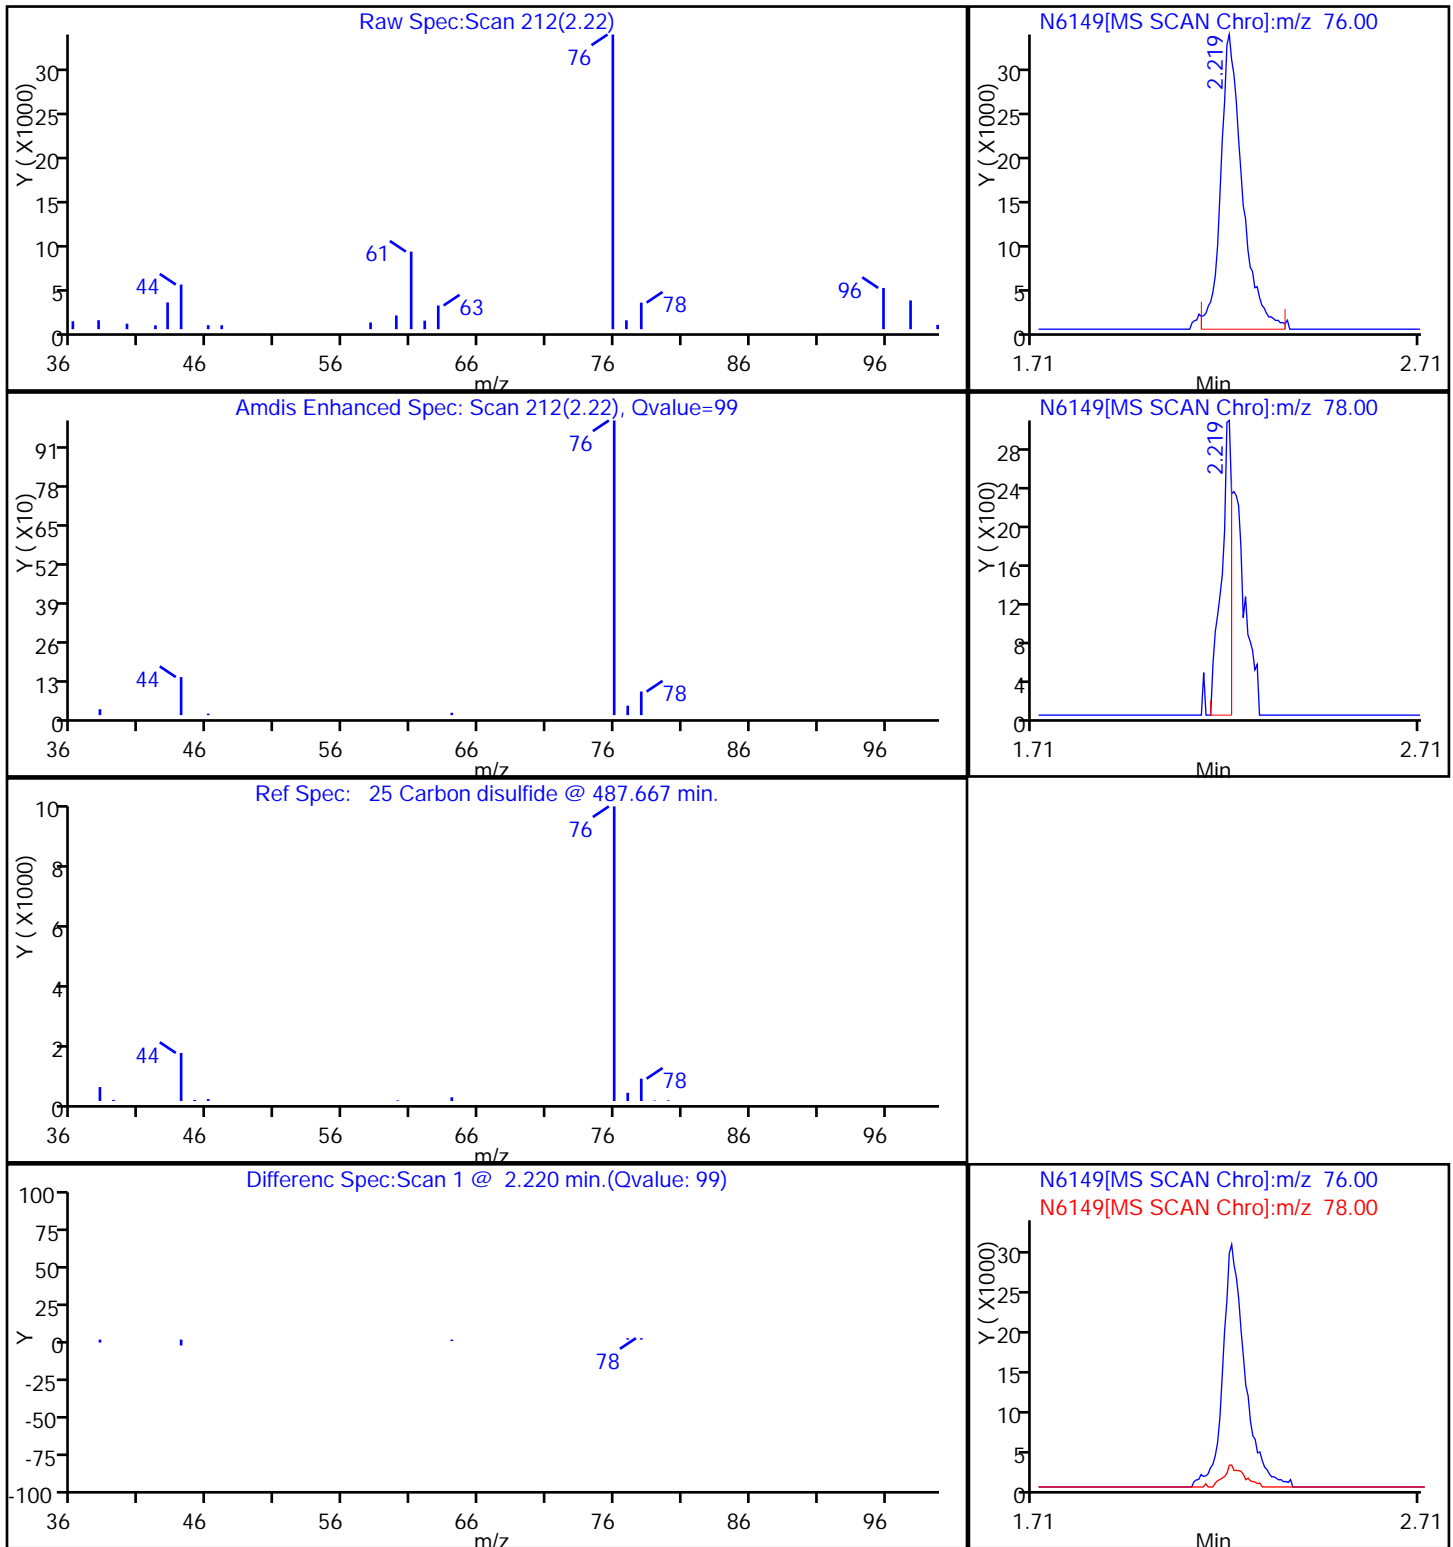 Raw Spec:Scan 212(2.22)
Y ( X1000)
30
25
20
15
10
5
0
76
61
44
63
78
96
36 46 56 66 76 86 96
m/z
N6149[MS SCAN Chro]:m/z 76.00
Y ( X1000)
30
25
20
15
10
5
0
2.219
1.71 2.71
Min
Amdis Enhanced Spec: Scan 212(2.22), Qvalue=99
Y ( X10)
91
78
65
52
39
26
13
0
76
44
78
36 46 56 66 76 86 96
m/z
N6149[MS SCAN Chro]:m/z 78.00
Y ( X100)
28
24
20
16
12
8
4
0
2.219
1.71 2.71
Min
Ref Spec: 25 Carbon disulfide @ 487.667 min.
Y ( X1000)
10
8
6
4
2
0
76
44
78
36 46 56 66 76 86 96
m/z
Differenc Spec:Scan 1 @ 2.220 min.(Qvalue: 99)
Y
100
75
50
25
0
-25
-50
-75
-100
78
36 46 56 66 76 86 96
m/z
N6149[MS SCAN Chro]:m/z 76.00
N6149[MS SCAN Chro]:m/z 78.00
Y ( X1000)
30
25
20
15
10
5
0
1.71 2.71
Min